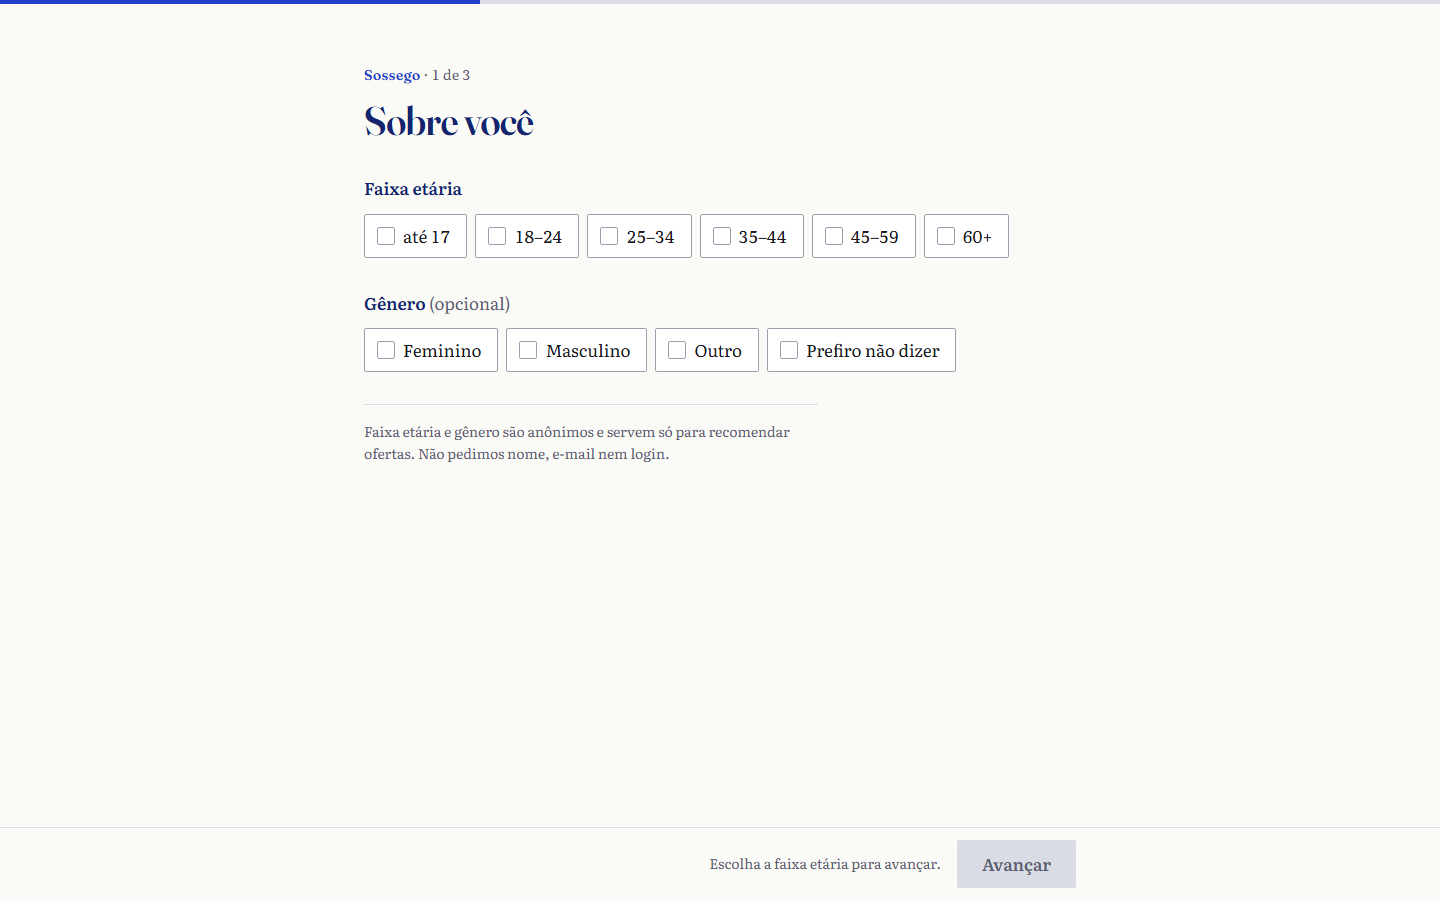 Sossego · 1 de 3
Sobre você
Faixa etária
até 17
18–24
25–34
35–44
45–59
60+
Gênero (opcional)
Feminino
Masculino
Outro
Prefiro não dizer
Faixa etária e gênero são anônimos e servem só para recomendar
ofertas. Não pedimos nome, e-mail nem login.
Escolha a faixa etária para avançar.
Avançar